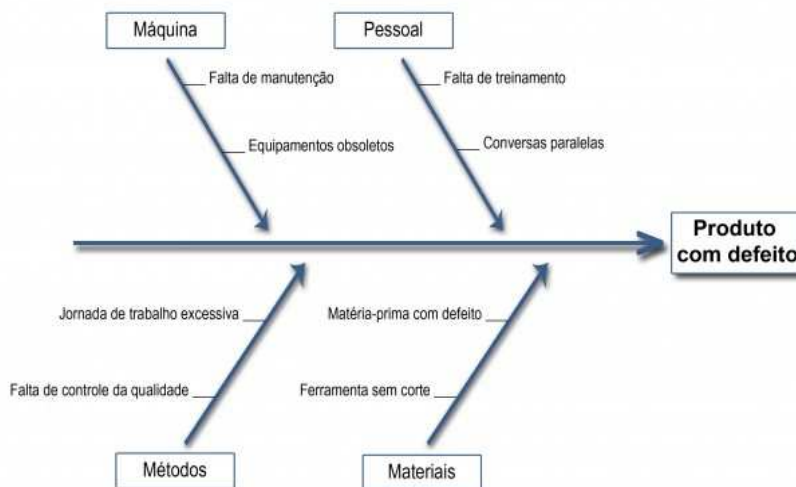 Máquina
Pessoal
Falta de manutenção
Falta de treinamento
Equipamentos obsoletos
Conversas paralelas
Produto
com defeito
Jornada de trabalho excessiva
Matéria-prima com defeito
Falta de controle da qualidade
Ferramenta sem corte
Métodos
Materiais